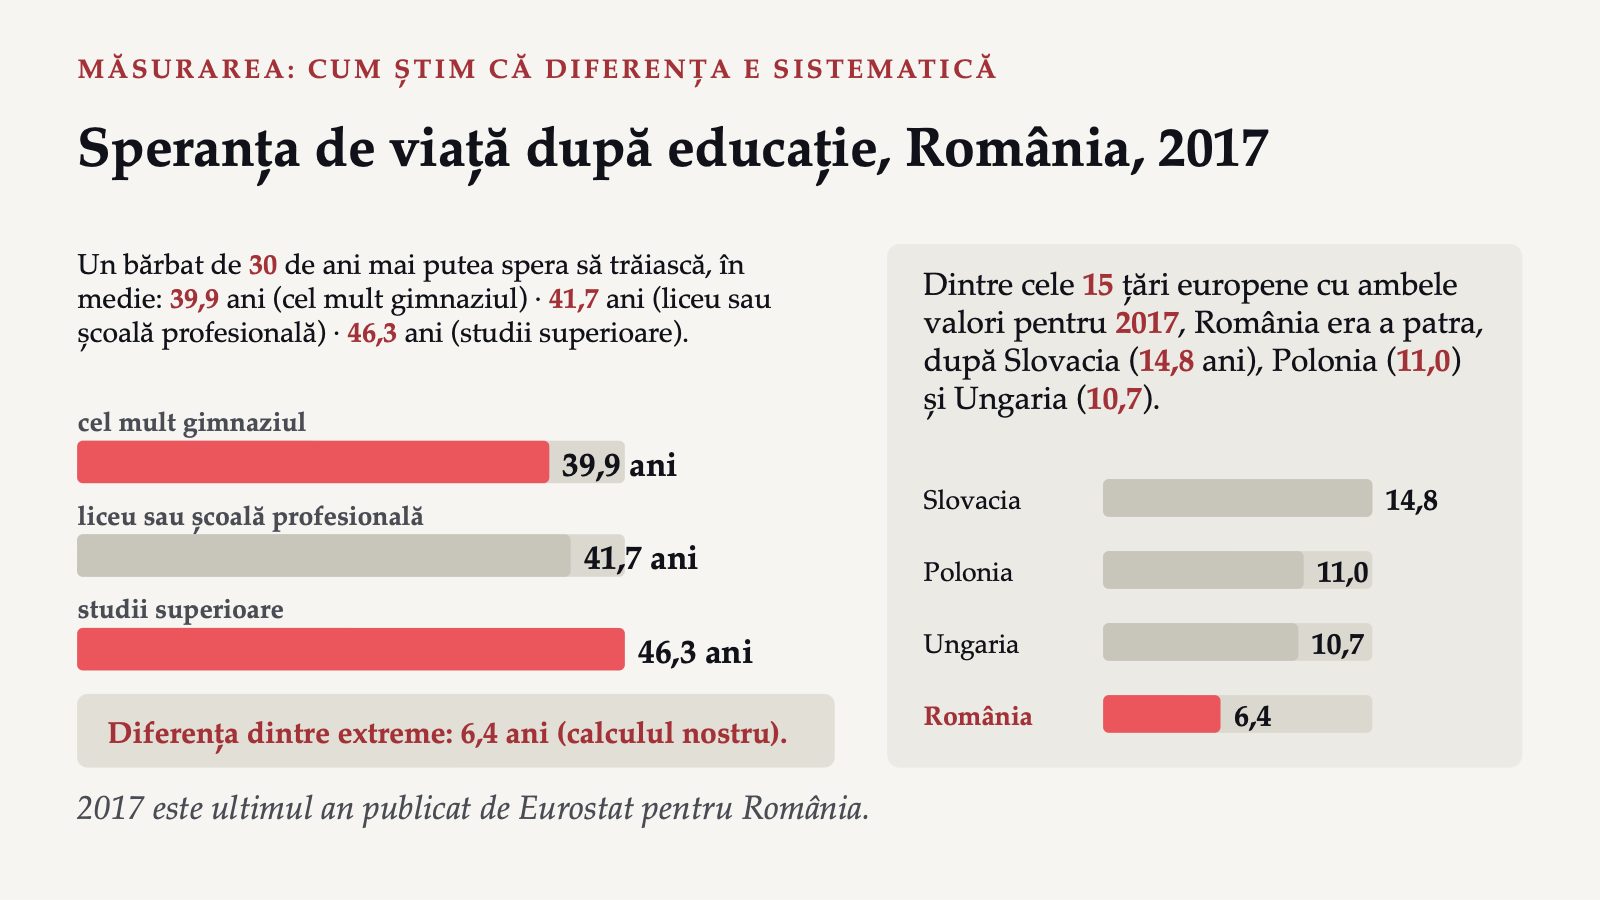 MĂSURAREA: CUM ȘTIM CĂ DIFERENȚA E SISTEMATICĂ
Speranța de viață după educație, România, 2017
Un bărbat de 30 de ani mai putea spera să trăiască, în
medie: 39,9 ani (cel mult gimnaziul) · 41,7 ani (liceu sau
școală profesională) · 46,3 ani (studii superioare).
cel mult gimnaziul
39,9 ani
liceu sau școală profesională
41,7 ani
studii superioare
46,3 ani
Diferența dintre extreme: 6,4 ani (calculul nostru).
2017 este ultimul an publicat de Eurostat pentru România.
Dintre cele 15 țări europene cu ambele
valori pentru 2017, România era a patra,
după Slovacia (14,8 ani), Polonia (11,0)
și Ungaria (10,7).
Slovacia 14,8
Polonia 11,0
Ungaria 10,7
România 6,4